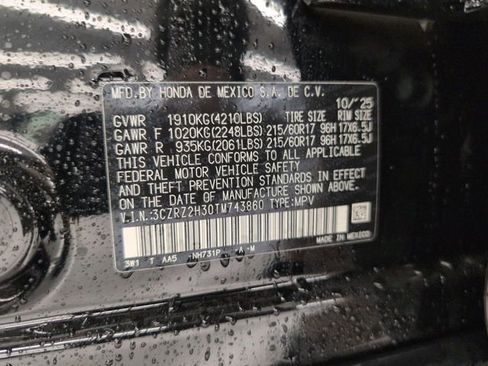 MFD.BY HONDA DE MEXICO S.A. DE C.V.
10/'25
GVWR 1910KG(4210LBS) TIRE SIZE RIM SIZE
GAWR F 1020KG(2248LBS) 215/60R17 96H 17X6.5J
GAWR R 935KG(2061LBS) 215/60R17 96H 17X6.5J
THIS VEHICLE CONFORMS TO ALL APPLICABLE
FEDERAL MOTOR VEHICLE SAFETY
STANDARDS IN EFFECT ON THE
DATE OF MANUFACTURE SHOWN ABOVE.
V.I.N.:3CZRZ2H30TM743860 TYPE:MPV
3W1 T AA5 NH731P -A-M
MADE IN MEXICO